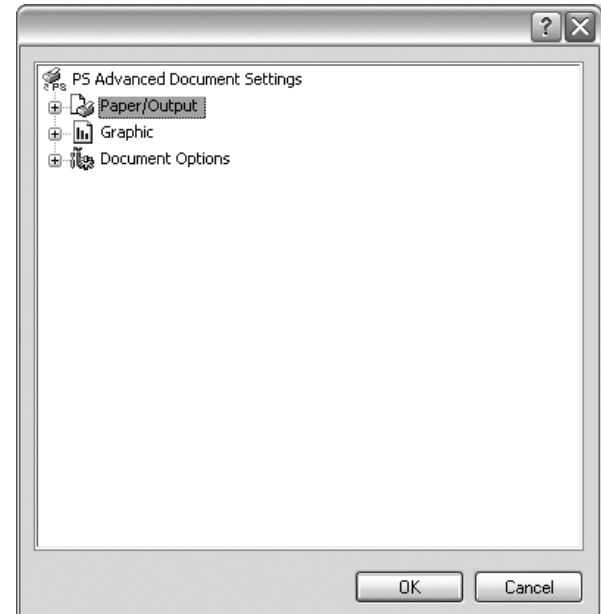 PS Advanced Document Settings
Paper/Output
Graphic
Document Options
OK Cancel